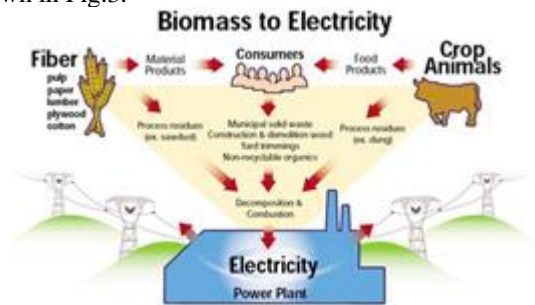 wn in Fig.3.
Biomass to Electricity
Fiber
pulp
paper
lumber
plywood
cotton
Material
Products
Consumers
Food
Products
Crop
Animals
Process residues
(ex. sawdust)
Municipal solid waste
Construction & demolition wood
Yard trimmings
Non-recyclable organics
Process residues
(ex. dung)
Decomposition &
Combustion
Electricity
Power Plant